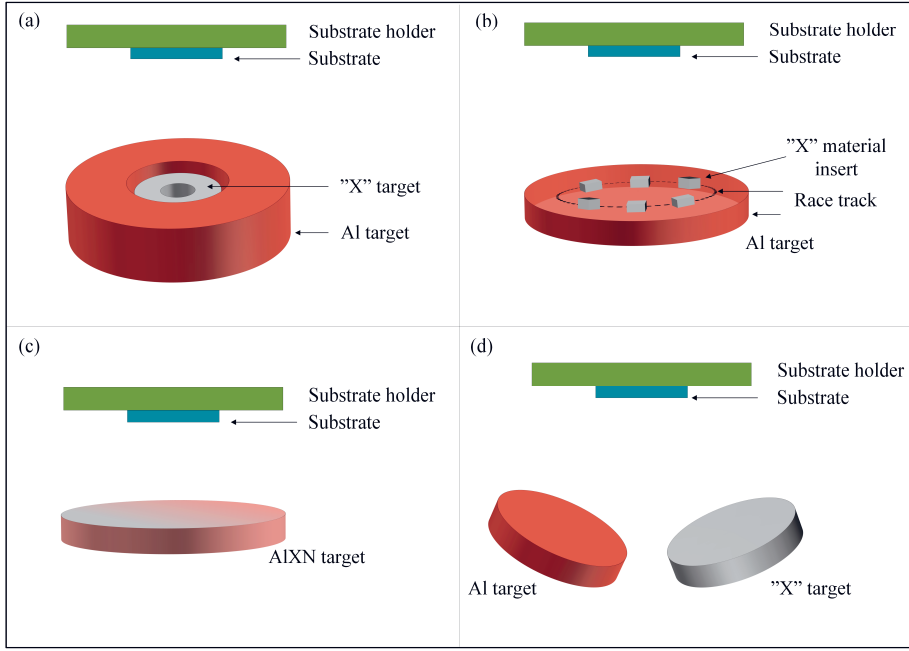 (a)
Substrate holder
Substrate
”X” target
Al target
(b)
Substrate holder
Substrate
”X” material
insert
Race track
Al target
(c)
Substrate holder
Substrate
AlXN target
(d)
Substrate holder
Substrate
Al target
”X” target